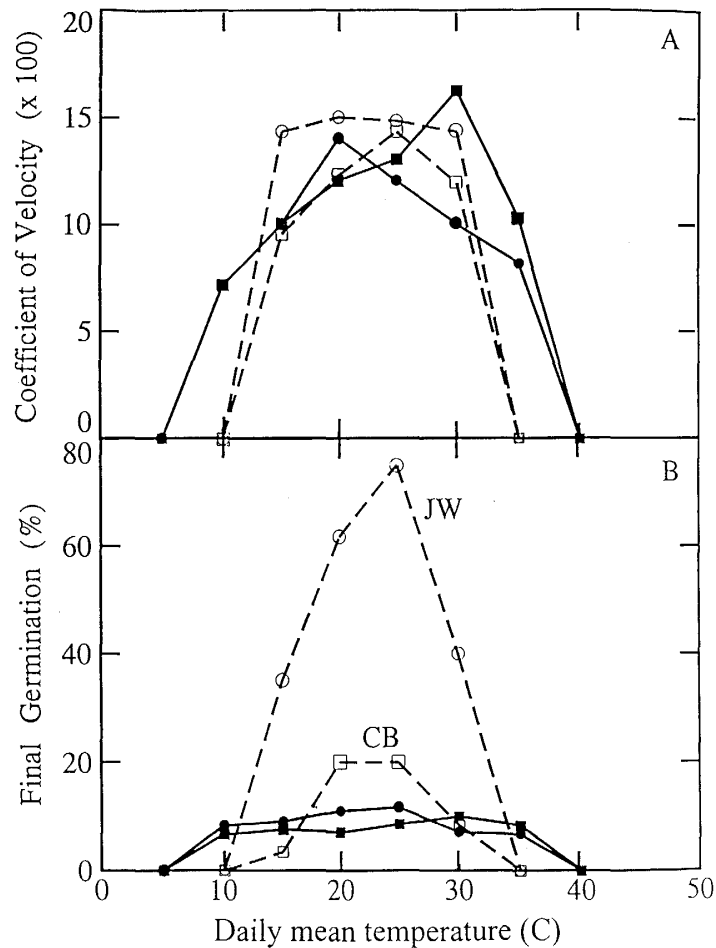 20
A
15
10
5
0
Coefficient of Velocity (x 100)
80
B
JW
60
40
CB
20
0
Final Germination (%)
0 10 20 30 40 50
Daily mean temperature (C)